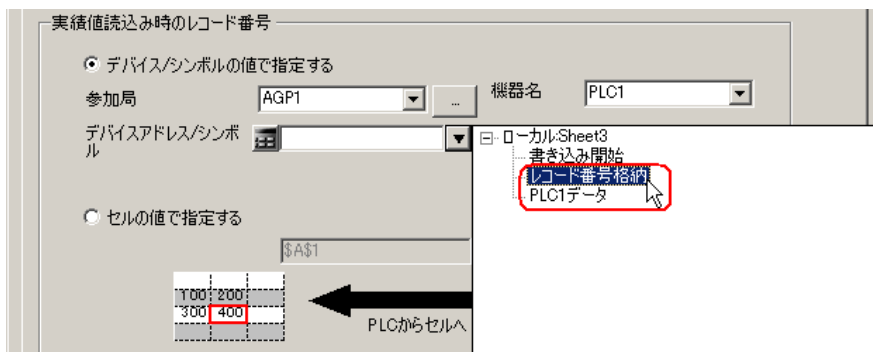 実績値読込み時のレコード番号
デバイス/シンボルの値で指定する
参加局 AGP1 ... 機器名 PLC1
デバイスアドレス/シンボル
ローカル:Sheet3
書き込み開始
レコード番号格納
PLC1データ
セルの値で指定する
$A$1
100 200
300 400
PLCからセルへ